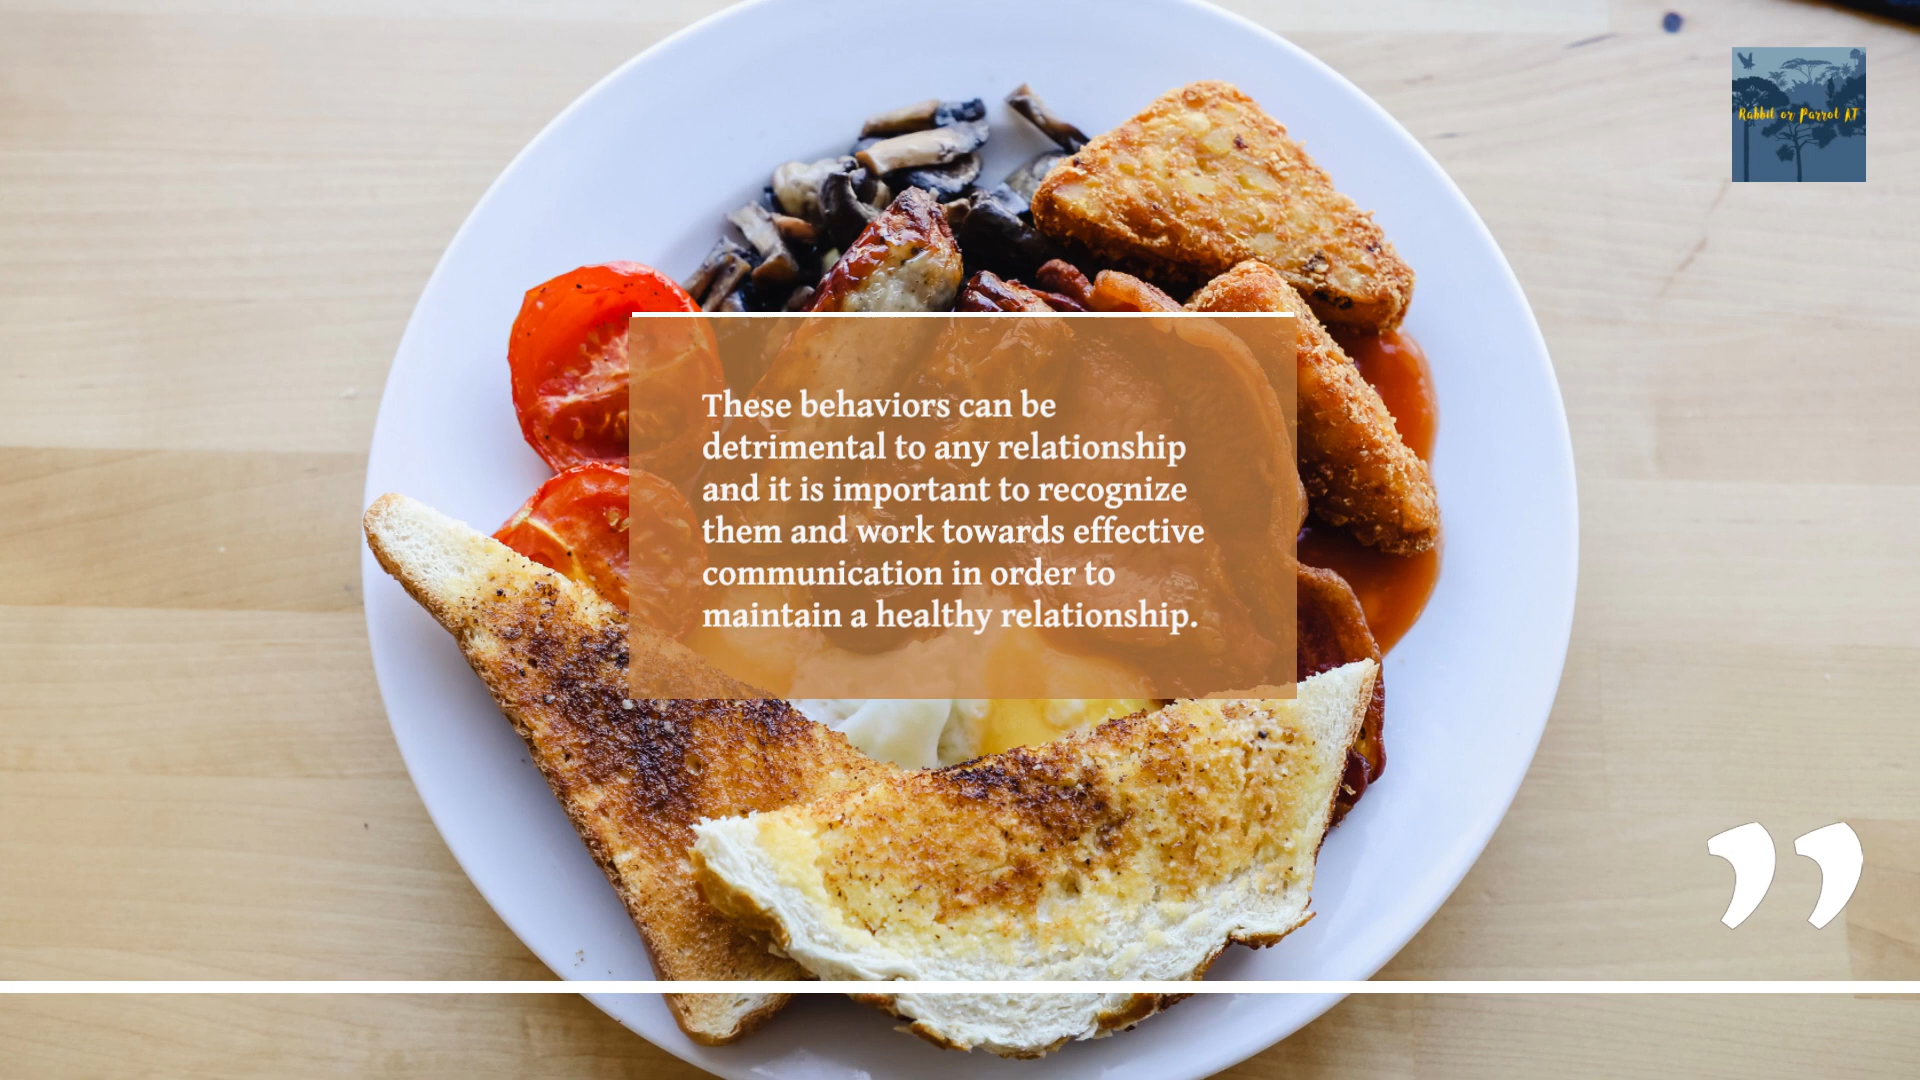 Rabbit or Parrot AF
These behaviors can be
detrimental to any relationship
and it is important to recognize
them and work towards effective
communication in order to
maintain a healthy relationship.
”